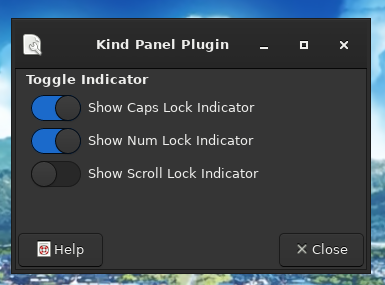 Kind Panel Plugin
Toggle Indicator
Show Caps Lock Indicator
Show Num Lock Indicator
Show Scroll Lock Indicator
Help
Close